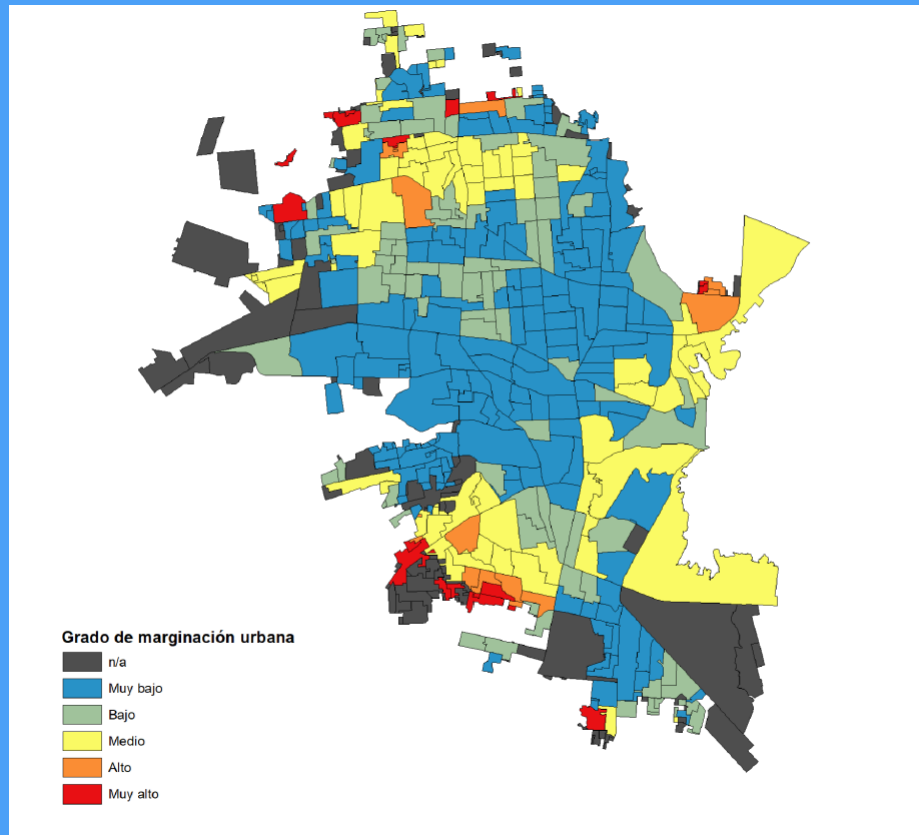 Grado de marginación urbana
n/a
Muy bajo
Bajo
Medio
Alto
Muy alto